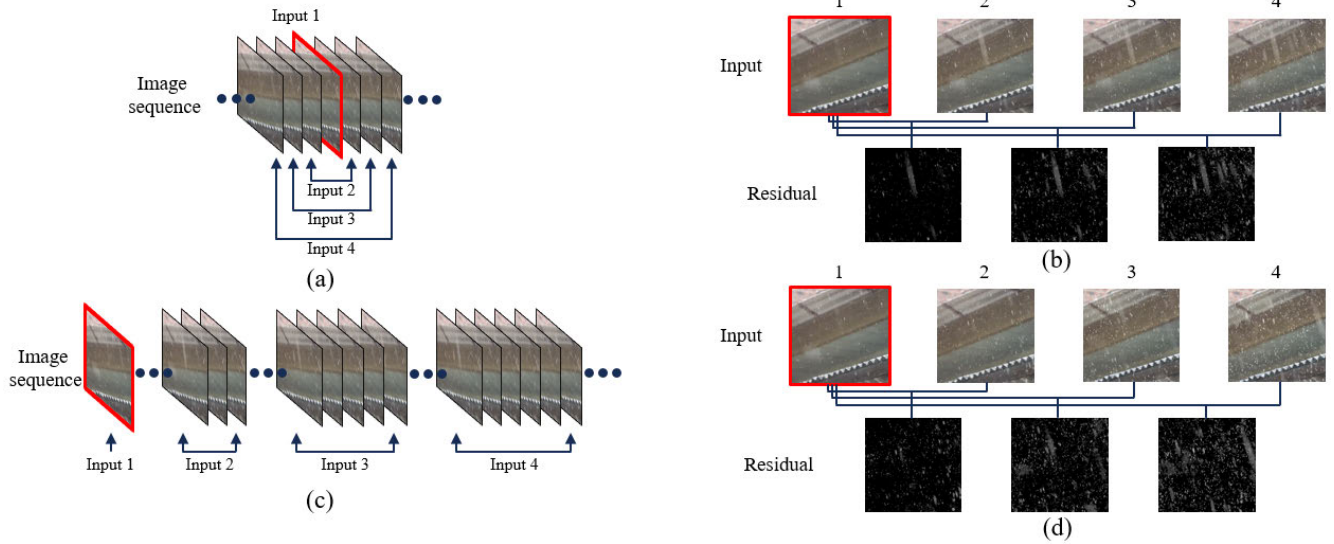 Input 1
Image
sequence
Input 2
Input 3
Input 4
(a)
1 2 3 4
Input
Residual
(b)
Image
sequence
Input 1
Input 2
Input 3
Input 4
(c)
1 2 3 4
Input
Residual
(d)